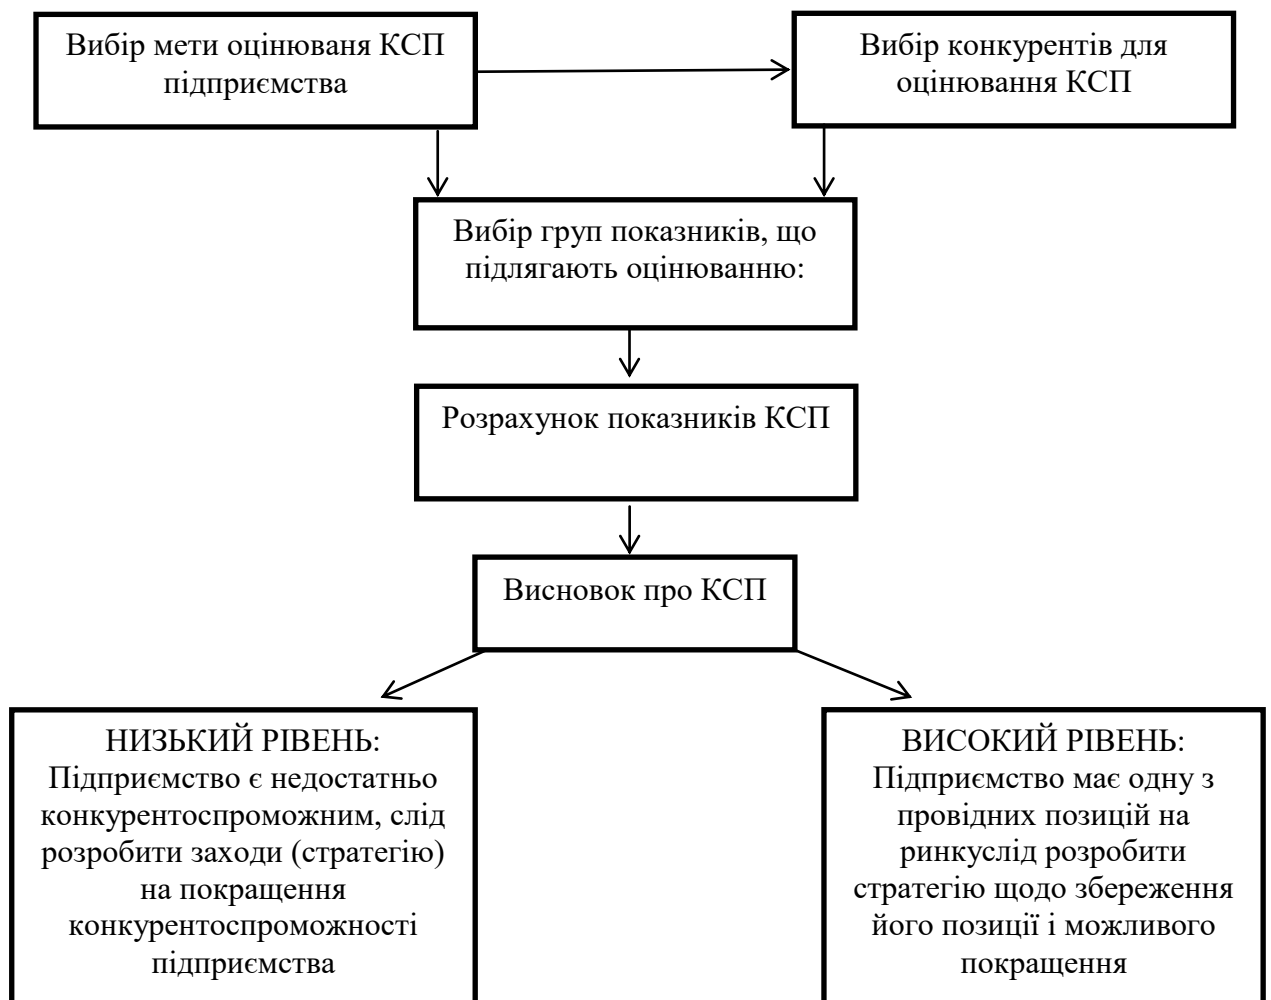 Вибір мети оцінюваня КСП
підприємства
Вибір конкурентів для
оцінювання КСП
Вибір груп показників, що
підлягають оцінюванню:
Розрахунок показників КСП
Висновок про КСП
НИЗЬКИЙ РІВЕНЬ:
Підприємство є недостатньо
конкурентоспроможним, слід
розробити заходи (стратегію)
на покращення
конкурентоспроможності
підприємства
ВИСОКИЙ РІВЕНЬ:
Підприємство має одну з
провідних позицій на
ринкуслід розробити
стратегію щодо збереження
його позиції і можливого
покращення